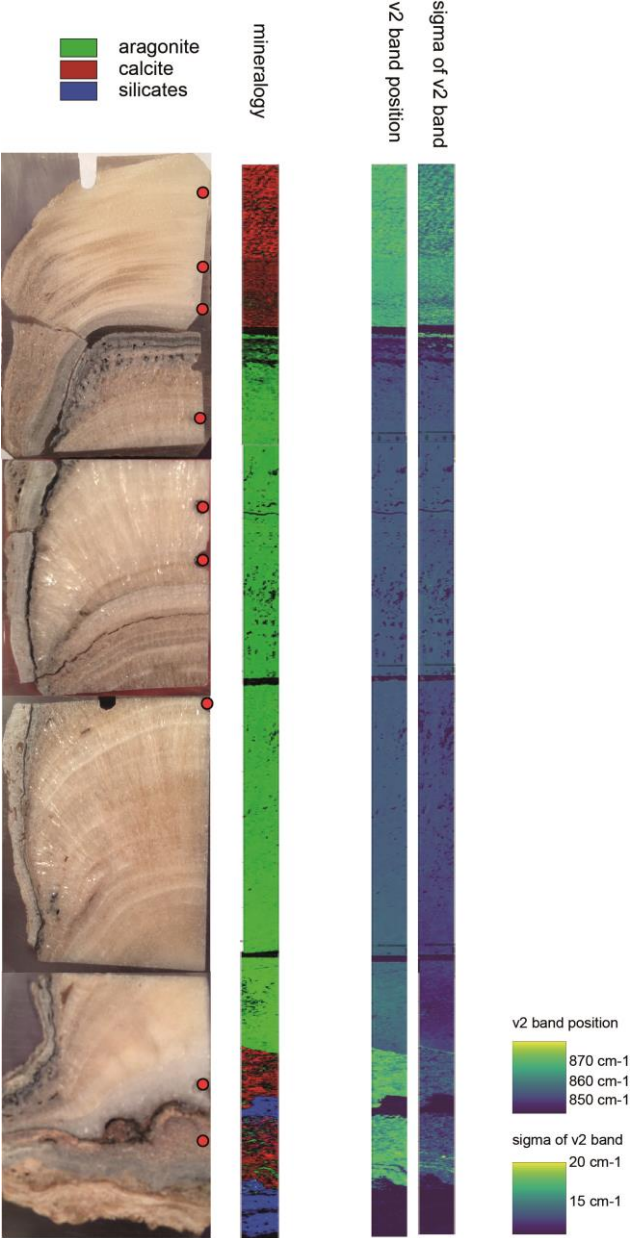 aragonite
calcite
silicates
mineralogy
v2 band position
sigma of v2 band
v2 band position
870 cm-1
860 cm-1
850 cm-1
sigma of v2 band
20 cm-1
15 cm-1